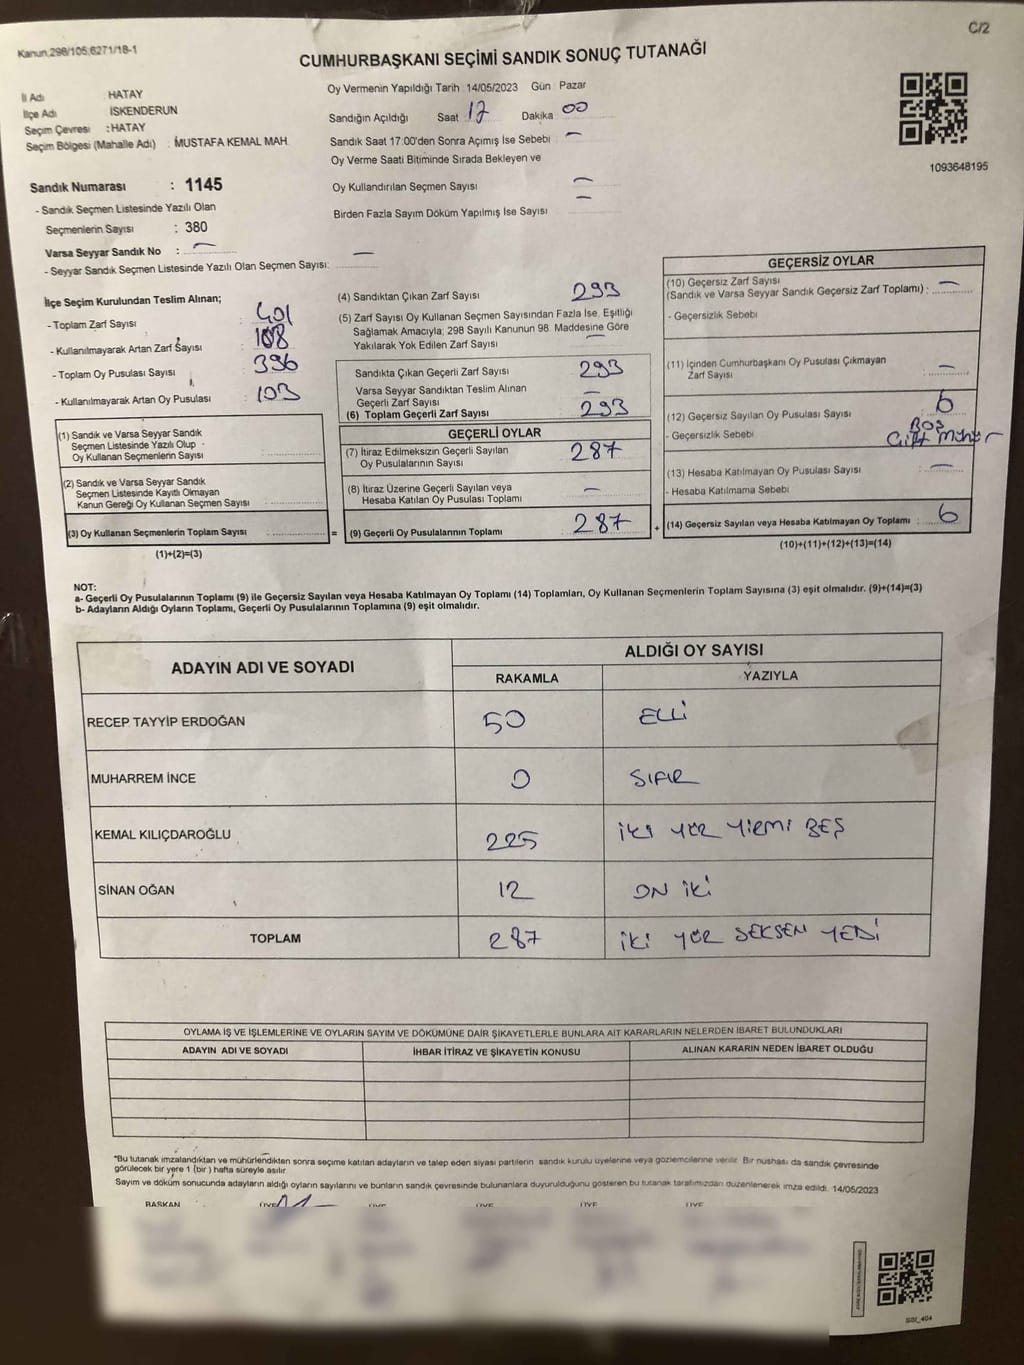 Kanun.298/105.6271/18-1
C/2
CUMHURBAŞKANI SEÇİMİ SANDIK SONUÇ TUTANAĞI
İl Adı : HATAY
İlçe Adı İSKENDERUN
Seçim Çevresi : HATAY
Seçim Bölgesi (Mahalle Adı) : MUSTAFA KEMAL MAH.
Sandık Numarası : 1145
- Sandık Seçmen Listesinde Yazılı Olan
Seçmenlerin Sayısı : 380
Varsa Seyyar Sandık No : -
- Seyyar Sandık Seçmen Listesinde Yazılı Olan Seçmen Sayısı: -
Oy Vermenin Yapıldığı Tarih 14/05/2023 Gün Pazar
Sandığın Açıldığı Saat 17 Dakika 00
Sandık Saat 17:00'den Sonra Açımış İse Sebebi -
Oy Verme Saati Bitiminde Sırada Bekleyen ve
Oy Kullandırılan Seçmen Sayısı -
Birden Fazla Sayım Döküm Yapılmış İse Sayısı -
1093648195
İlçe Seçim Kurulundan Teslim Alınan;
- Toplam Zarf Sayısı : 401
- Kullanılmayarak Artan Zarf Sayısı : 108
- Toplam Oy Pusulası Sayısı : 396
- Kullanılmayarak Artan Oy Pusulası : 103
(1) Sandık ve Varsa Seyyar Sandık
Seçmen Listesinde Yazılı Olup
Oy Kullanan Seçmenlerin Sayısı :
(2) Sandık ve Varsa Seyyar Sandık
Seçmen Listesinde Kayıtlı Olmayan
Kanun Gereği Oy Kullanan Seçmen Sayısı :
(3) Oy Kullanan Seçmenlerin Toplam Sayısı :
(1)+(2)=(3)
(4) Sandıktan Çıkan Zarf Sayısı 293
(5) Zarf Sayısı Oy Kullanan Seçmen Sayısından Fazla İse, Eşitliği
Sağlamak Amacıyla; 298 Sayılı Kanunun 98. Maddesine Göre
Yakılarak Yok Edilen Zarf Sayısı -
Sandıkta Çıkan Geçerli Zarf Sayısı 293
Varsa Seyyar Sandıktan Teslim Alınan
Geçerli Zarf Sayısı -
(6) Toplam Geçerli Zarf Sayısı 293
GEÇERLİ OYLAR
(7) İtiraz Edilmeksizin Geçerli Sayılan
Oy Pusulalarının Sayısı 287
(8) İtiraz Üzerine Geçerli Sayılan veya
Hesaba Katılan Oy Pusulası Toplamı -
= (9) Geçerli Oy Pusulalarının Toplamı 287
GEÇERSİZ OYLAR
(10) Geçersiz Zarf Sayısı
(Sandık ve Varsa Seyyar Sandık Geçersiz Zarf Toplamı) : -
- Geçersizlik Sebebi
(11) İçinden Cumhurbaşkanı Oy Pusulası Çıkmayan
Zarf Sayısı : -
(12) Geçersiz Sayılan Oy Pusulası Sayısı : 6
- Geçersizlik Sebebi BOŞ
Çift mühür
(13) Hesaba Katılmayan Oy Pusulası Sayısı : -
- Hesaba Katılmama Sebebi
+ (14) Geçersiz Sayılan veya Hesaba Katılmayan Oy Toplamı : 6
(10)+(11)+(12)+(13)=(14)
NOT:
a- Geçerli Oy Pusulalarının Toplamı (9) ile Geçersiz Sayılan veya Hesaba Katılmayan Oy Toplamı (14) Toplamları, Oy Kullanan Seçmenlerin Toplam Sayısına (3) eşit olmalıdır. (9)+(14)=(3)
b- Adayların Aldığı Oyların Toplamı, Geçerli Oy Pusulalarının Toplamına (9) eşit olmalıdır.
ADAYIN ADI VE SOYADI ALDIĞI OY SAYISI
RAKAMLA YAZIYLA
RECEP TAYYİP ERDOĞAN 50 ELLİ
MUHARREM İNCE 0 SIFIR
KEMAL KILIÇDAROĞLU 225 İKİ YÜZ YİRMİ BEŞ
SİNAN OĞAN 12 ON İKİ
TOPLAM 287 İKİ YÜZ SEKSEN YEDİ
OYLAMA İŞ VE İŞLEMLERİNE VE OYLARIN SAYIM VE DÖKÜMÜNE DAİR ŞİKAYETLERLE BUNLARA AİT KARARLARIN NELERDEN İBARET BULUNDUKLARI
ADAYIN ADI VE SOYADI İHBAR İTİRAZ VE ŞİKAYETİN KONUSU ALINAN KARARIN NEDEN İBARET OLDUĞU
*Bu tutanak imzalandıktan ve mühürlendikten sonra seçime katılan adayların ve talep eden siyasi partilerin sandık kurulu üyelerine veya gözlemcilerine verilir. Bir nüshası da sandık çevresinde
görülecek bir yere 1 (bir) hafta süreyle asılır.
Sayım ve döküm sonucunda adayların aldığı oyların sayılarını ve bunların sandık çevresinde bulunanlara duyurulduğunu gösteren bu tutanak tarafımızdan düzenlenerek imza edildi. 14/05/2023
BAŞKAN ÜYE ÜYE ÜYE ÜYE ÜYE